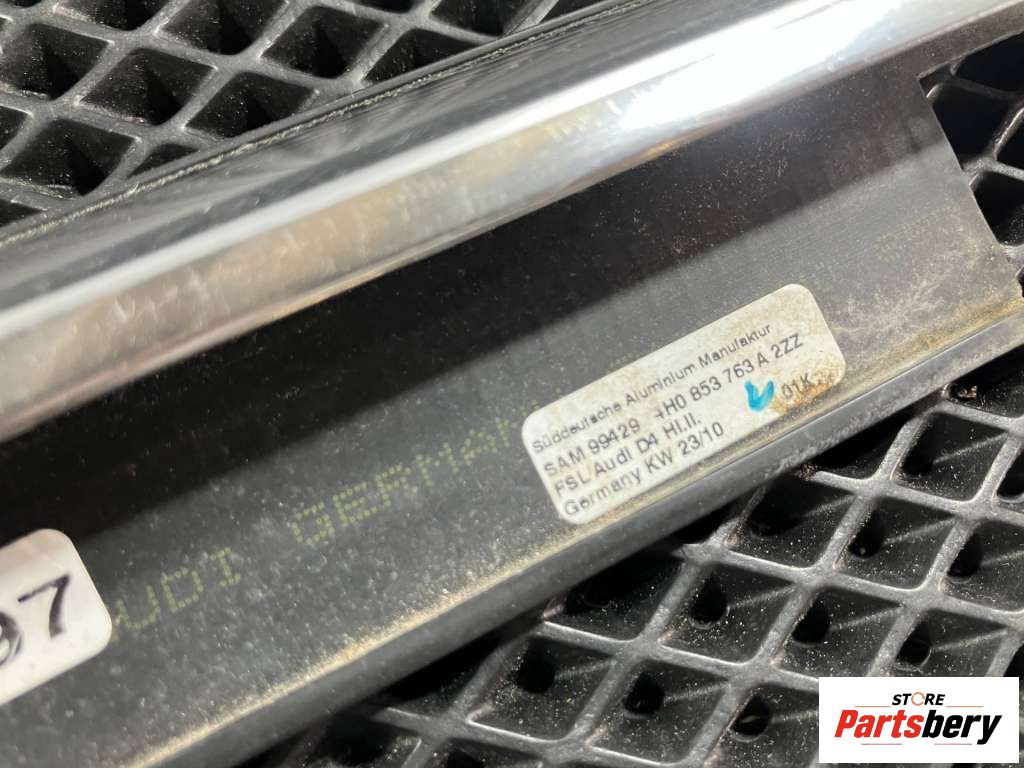 Süddeutsche Aluminium Manufaktur
SAM 99429 4H0 853 763 A 2ZZ
FSL Audi D4 HI.II. 01K
Germany KW 23/10
AUDI GERMAN
97
STORE
Partsbery